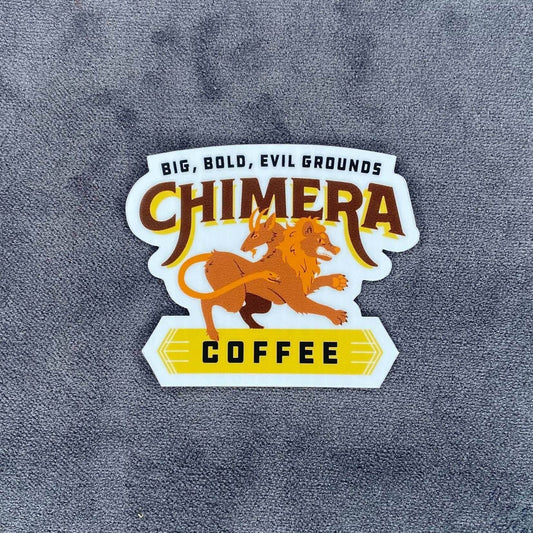 BIG, BOLD, EVIL GROUNDS
CHIMERA
COFFEE